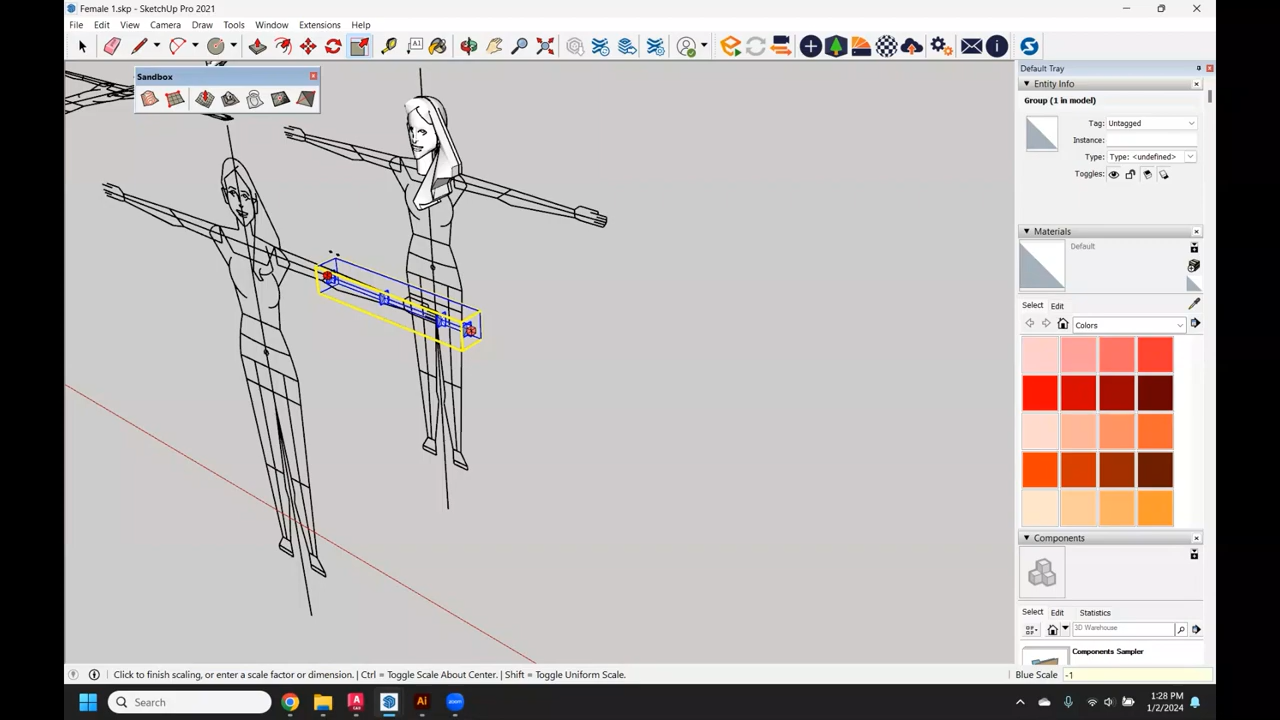 Female 1.skp - SketchUp Pro 2021
File Edit View Camera Draw Tools Window Extensions Help
Sandbox
Default Tray
Entity Info
Group (1 in model)
Tag: Untagged
Instance:
Type: Type: <undefined>
Toggles:
Materials
Default
Select Edit
Colors
Components
Select Edit Statistics
3D Warehouse
Components Sampler
Click to finish scaling, or enter a scale factor or dimension. | Ctrl = Toggle Scale About Center. | Shift = Toggle Uniform Scale.
Blue Scale -1
Search
1:28 PM
1/2/2024